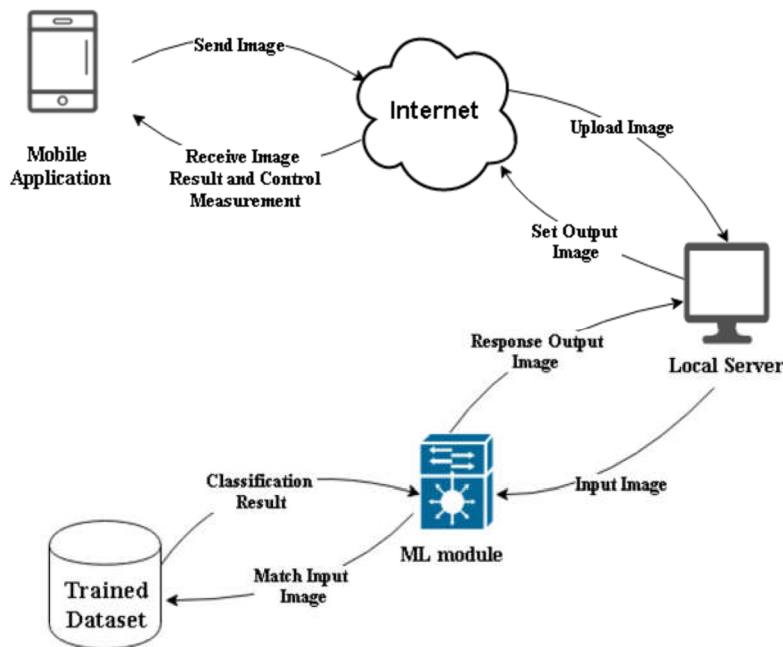 Send Image
Internet
Upload Image
Mobile
Application
Receive Image
Result and Control
Measurement
Set Output
Image
Response Output
Image
Local Server
Classification
Result
Input Image
ML module
Match Input
Image
Trained
Dataset